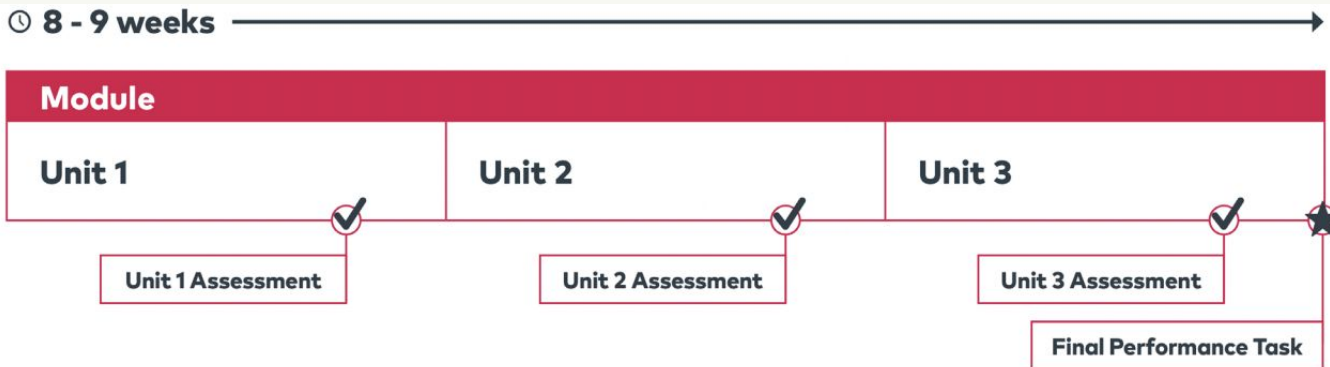 8 - 9 weeks
Module
Unit 1
Unit 2
Unit 3
Unit 1 Assessment
Unit 2 Assessment
Unit 3 Assessment
Final Performance Task